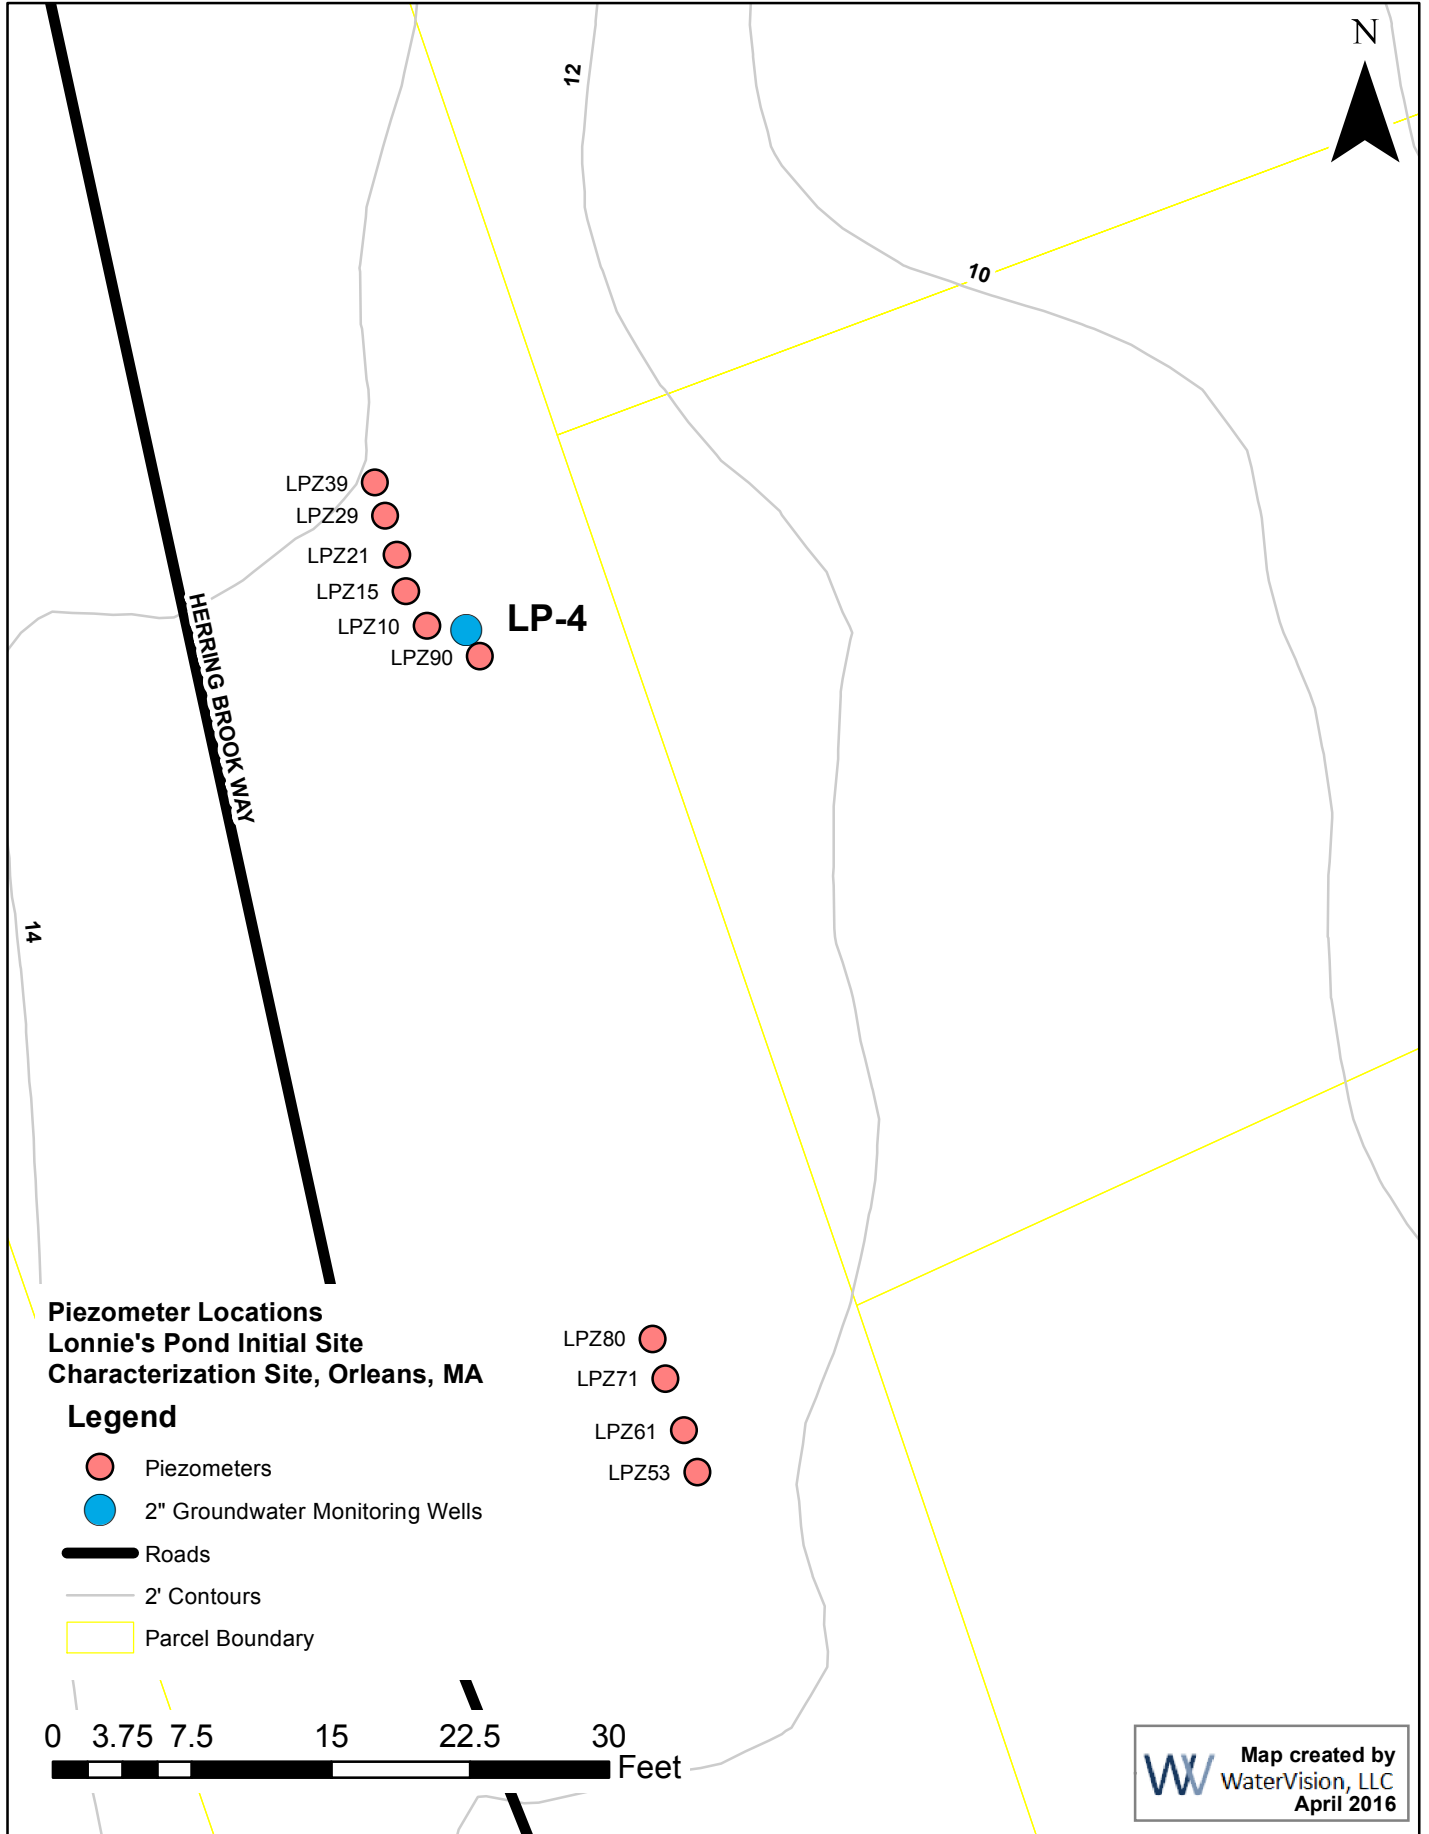 N
12
10
LPZ39
LPZ29
LPZ21
LPZ15
LPZ10
LP-4
LPZ90
HERRING BROOK WAY
14
Piezometer Locations
Lonnie's Pond Initial Site
Characterization Site, Orleans, MA
Legend
Piezometers
2" Groundwater Monitoring Wells
Roads
2' Contours
Parcel Boundary
LPZ80
LPZ71
LPZ61
LPZ53
0 3.75 7.5 15 22.5 30
Feet
Map created by
WaterVision, LLC
April 2016